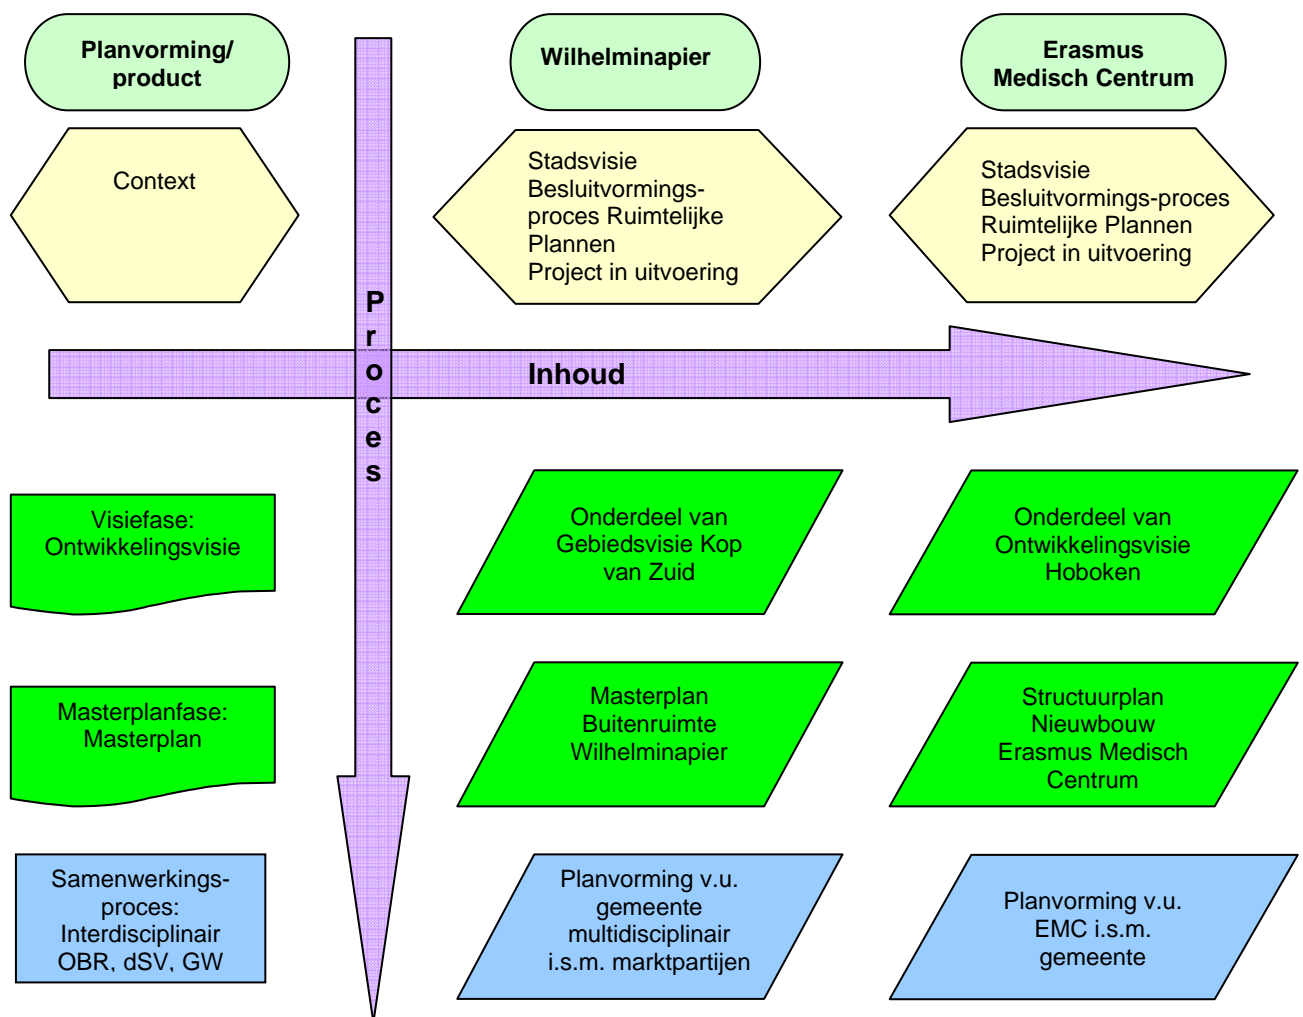 Planvorming/
product
Wilhelminapier
Erasmus
Medisch Centrum
Context
Stadsvisie
Besluitvormings-
proces Ruimtelijke
Plannen
Project in uitvoering
Stadsvisie
Besluitvormings-proces
Ruimtelijke Plannen
Project in uitvoering
Proces
Inhoud
Visiefase:
Ontwikkelingsvisie
Onderdeel van
Gebiedsvisie Kop
van Zuid
Onderdeel van
Ontwikkelingsvisie
Hoboken
Masterplanfase:
Masterplan
Masterplan
Buitenruimte
Wilhelminapier
Structuurplan
Nieuwbouw
Erasmus Medisch
Centrum
Samenwerkings-
proces:
Interdisciplinair
OBR, dSV, GW
Planvorming v.u.
gemeente
multidisciplinair
i.s.m. marktpartijen
Planvorming v.u.
EMC i.s.m.
gemeente